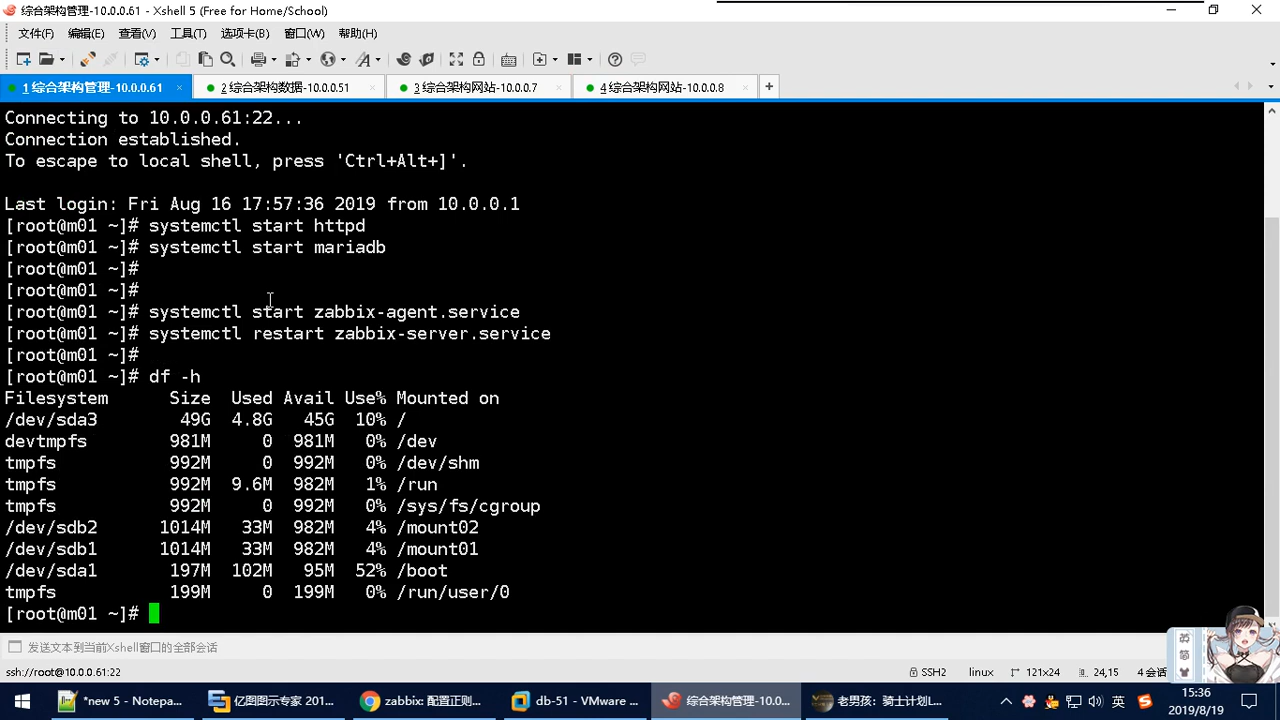 综合架构管理-10.0.0.61 - Xshell 5 (Free for Home/School)
文件(F) 编辑(E) 查看(V) 工具(T) 选项卡(B) 窗口(W) 帮助(H)
1 综合架构管理-10.0.0.61 2 综合架构数据-10.0.0.51 3 综合架构网站-10.0.0.7 4 综合架构网站-10.0.0.8
Connecting to 10.0.0.61:22...
Connection established.
To escape to local shell, press 'Ctrl+Alt+]'.
Last login: Fri Aug 16 17:57:36 2019 from 10.0.0.1
[root@m01 ~]# systemctl start httpd
[root@m01 ~]# systemctl start mariadb
[root@m01 ~]#
[root@m01 ~]#
[root@m01 ~]# systemctl start zabbix-agent.service
[root@m01 ~]# systemctl restart zabbix-server.service
[root@m01 ~]#
[root@m01 ~]# df -h
Filesystem Size Used Avail Use% Mounted on
/dev/sda3 49G 4.8G 45G 10% /
devtmpfs 981M 0 981M 0% /dev
tmpfs 992M 0 992M 0% /dev/shm
tmpfs 992M 9.6M 982M 1% /run
tmpfs 992M 0 992M 0% /sys/fs/cgroup
/dev/sdb2 1014M 33M 982M 4% /mount02
/dev/sdb1 1014M 33M 982M 4% /mount01
/dev/sda1 197M 102M 95M 52% /boot
tmpfs 199M 0 199M 0% /run/user/0
[root@m01 ~]#
发送文本到当前Xshell窗口的全部会话
ssh://root@10.0.0.61:22 SSH2 linux 121x24 24,15 4 会话
英
简
*new 5 - Notepa... 亿图图示专家 201... zabbix: 配置正则... db-51 - VMware ... 综合架构管理-10.0... 老男孩：骑士计划L... 英 15:36
2019/8/19